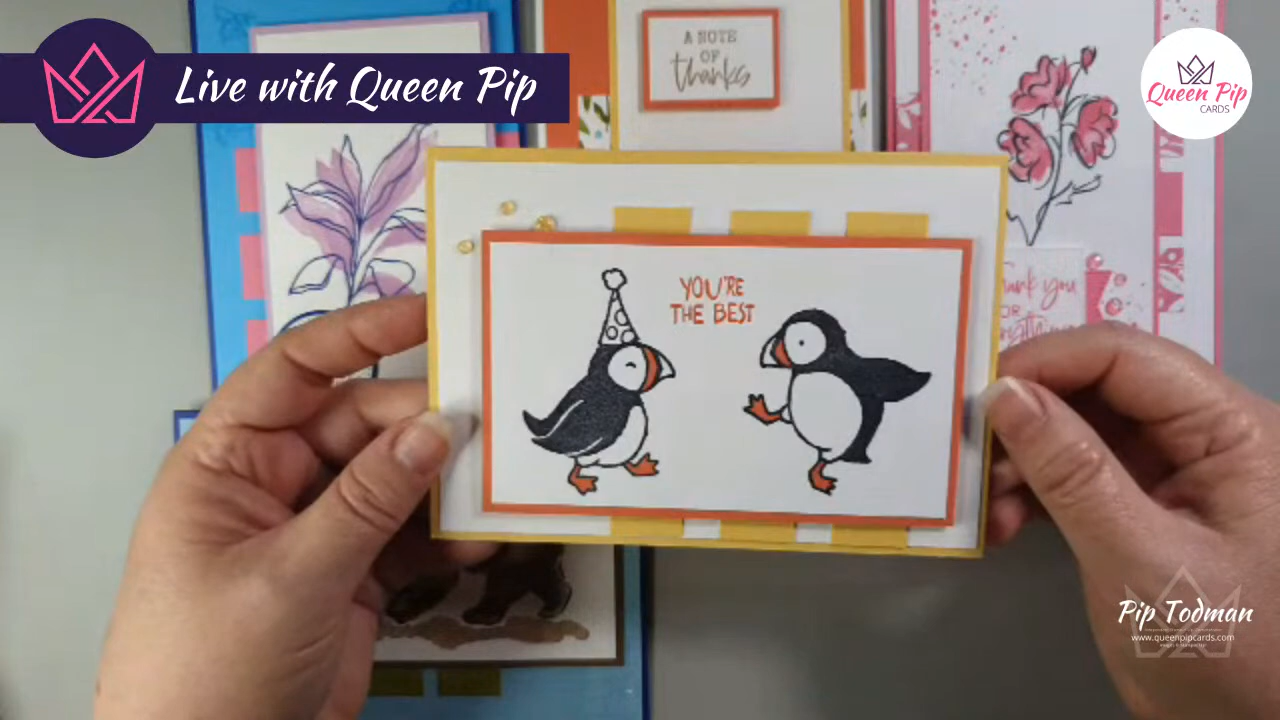 Live with Queen Pip
Queen Pip
CARDS
A NOTE
OF
thanks
YOU'RE
THE BEST
you
Pip Todman
www.queenpipcards.com